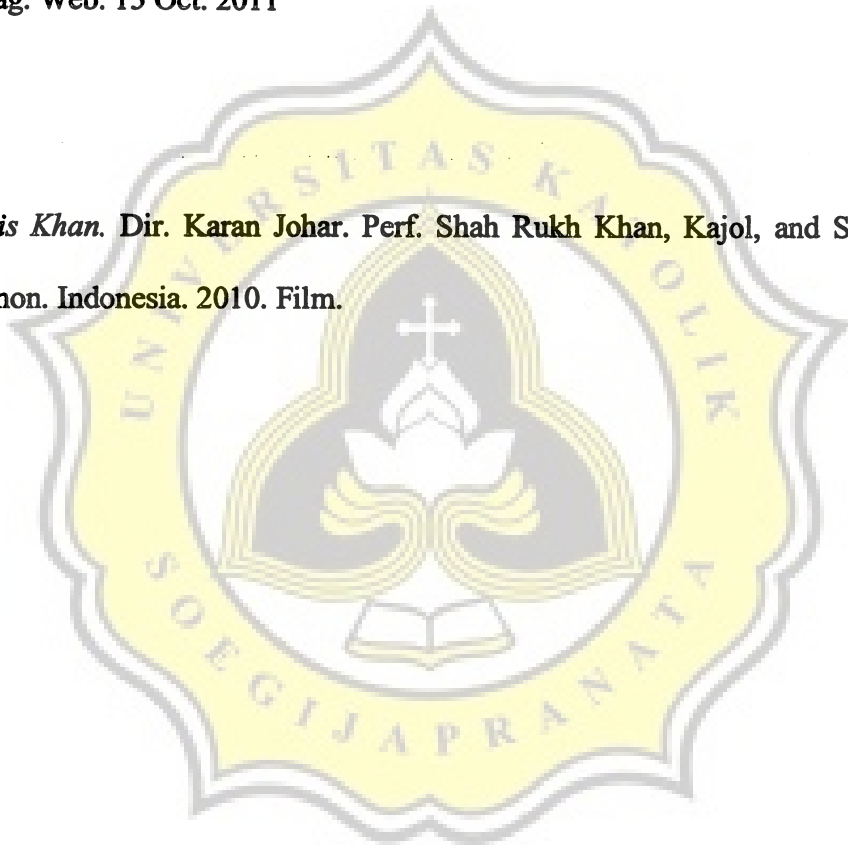 ag. Web. 13 Oct. 2011
is Khan. Dir. Karan Johar. Perf. Shah Rukh Khan, Kajol, and S
non. Indonesia. 2010. Film.
UNIVERSITAS KATOLIK
SOEGIJAPRANATA